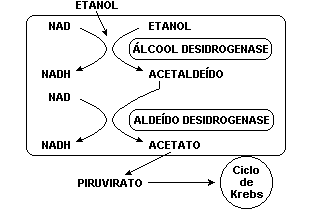 ETANOL
NAD ETANOL
ÁLCOOL DESIDROGENASE
NADH ACETALDEÍDO
NAD
ALDEÍDO DESIDROGENASE
NADH ACETATO
PIRUVIRATO
Ciclo
de
Krebs